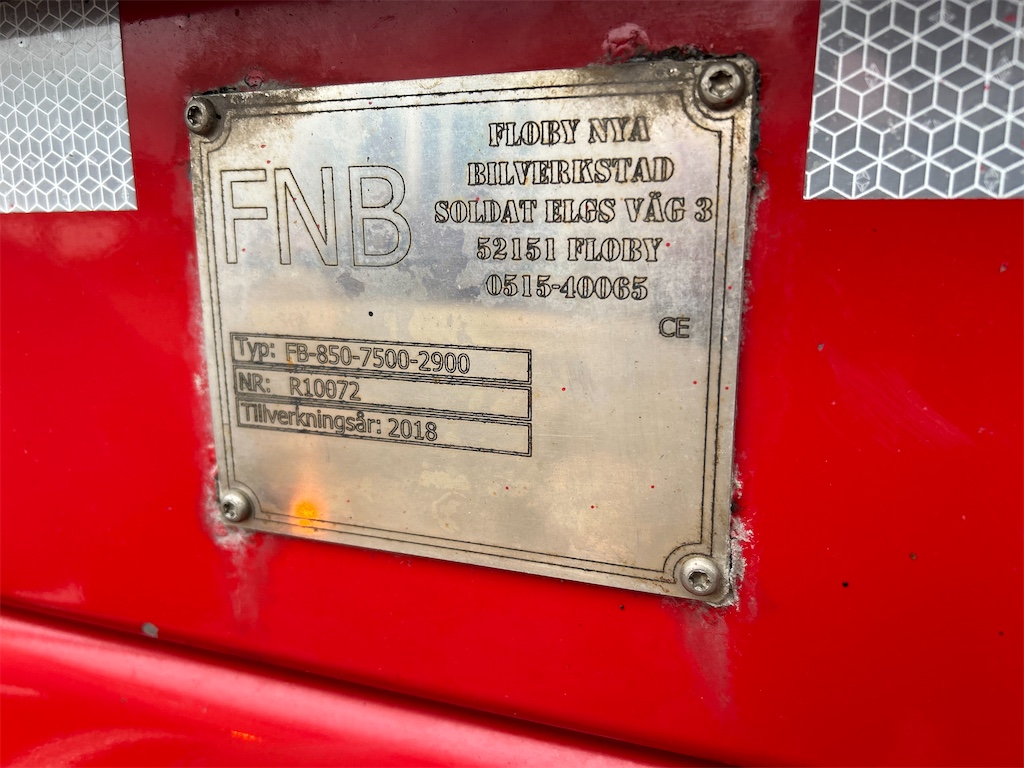 FNB
FLOBY NYA
BILVERKSTAD
SOLDAT ELGS VÄG 3
52151 FLOBY
0515-40065
CE
Typ: FB-850-7500-2900
NR: R10072
Tillverkningsår: 2018